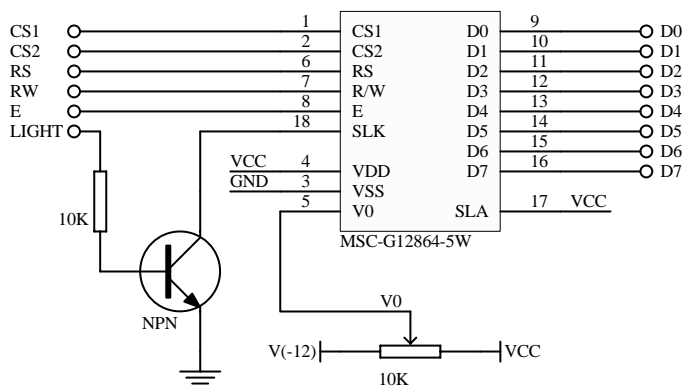 CS1 1 CS1 D0 9 D0
CS2 2 CS2 D1 10 D1
RS 6 RS D2 11 D2
RW 7 R/W D3 12 D3
E 8 E D4 13 D4
LIGHT 18 SLK D5 14 D5
D6 15 D6
VCC 4 VDD D7 16 D7
GND 3 VSS
5 V0 SLA 17 VCC
10K
MSC-G12864-5W
NPN
V0
V(-12) VCC
10K